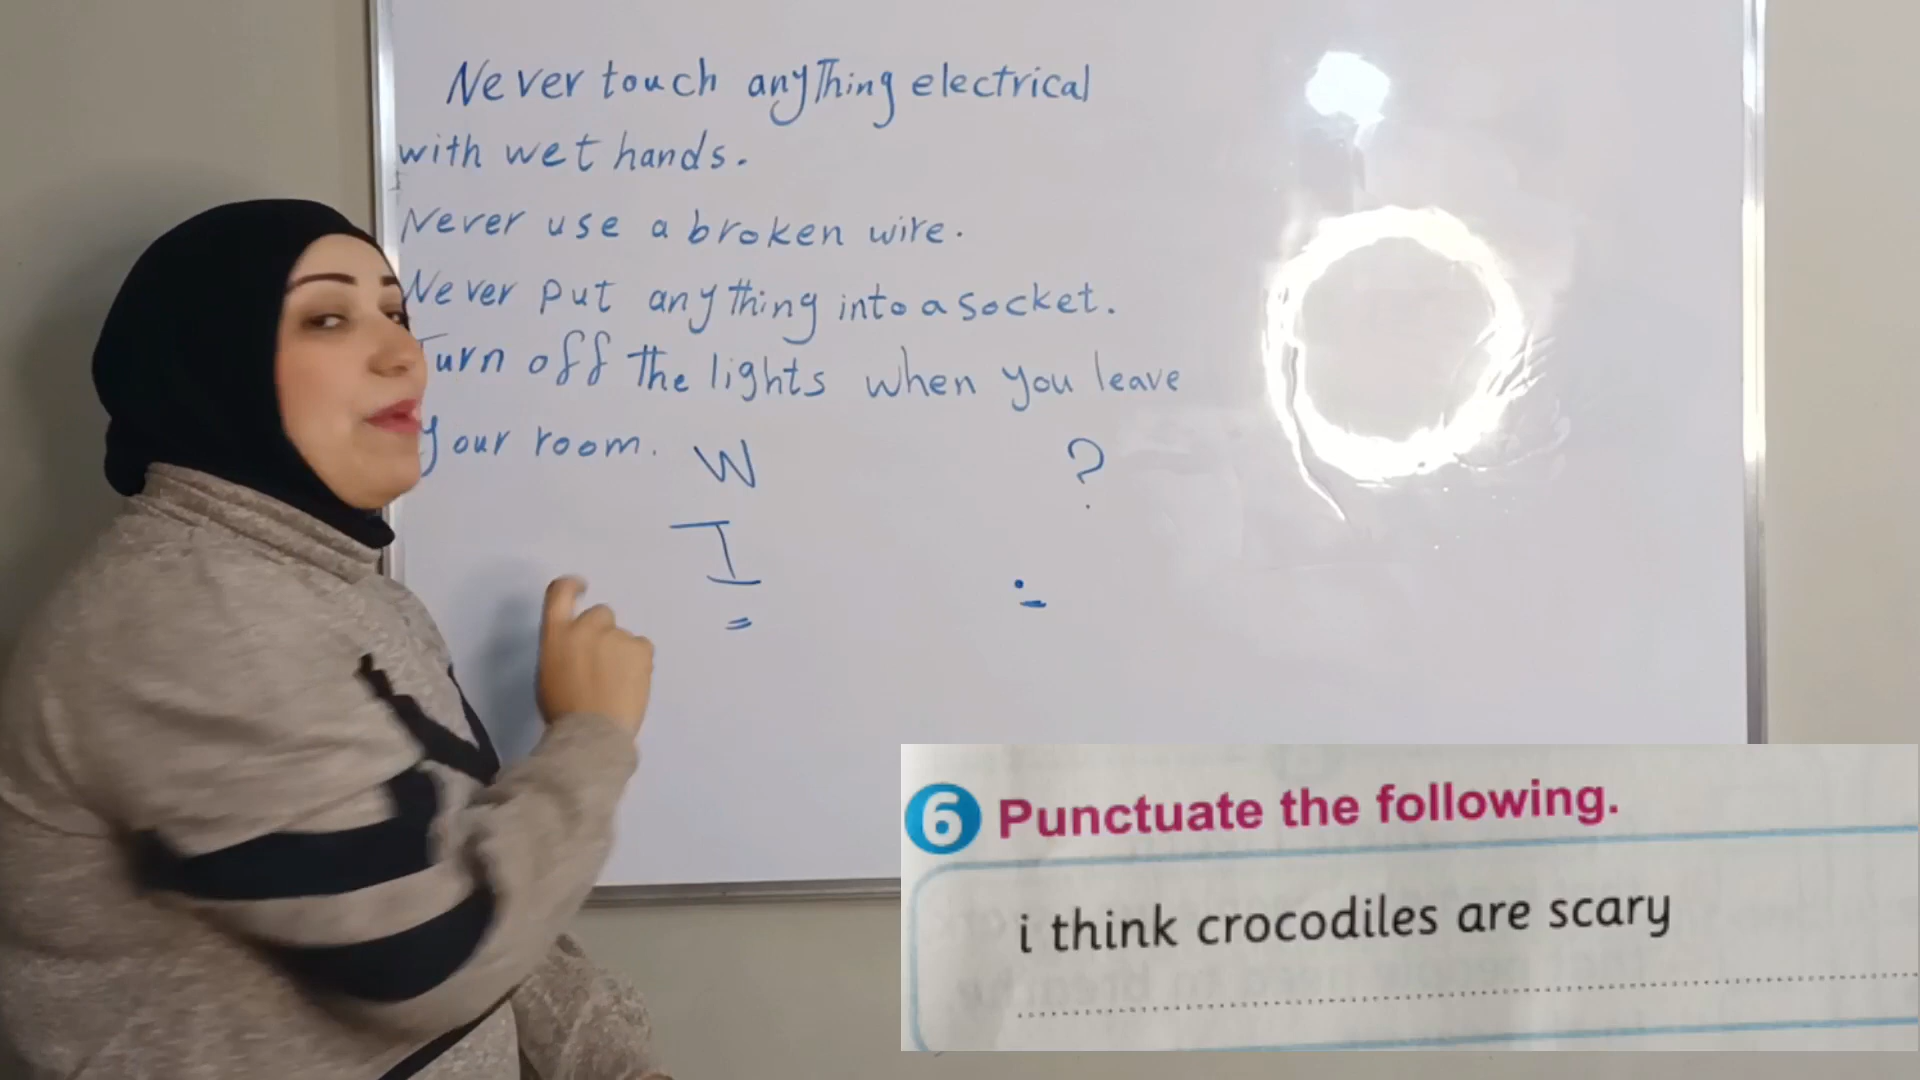 Never touch anything electrical
with wet hands.
Never use a broken wire.
Never put anything into a socket.
Turn off the lights when you leave
your room.
W ?
I .
6 Punctuate the following.
i think crocodiles are scary